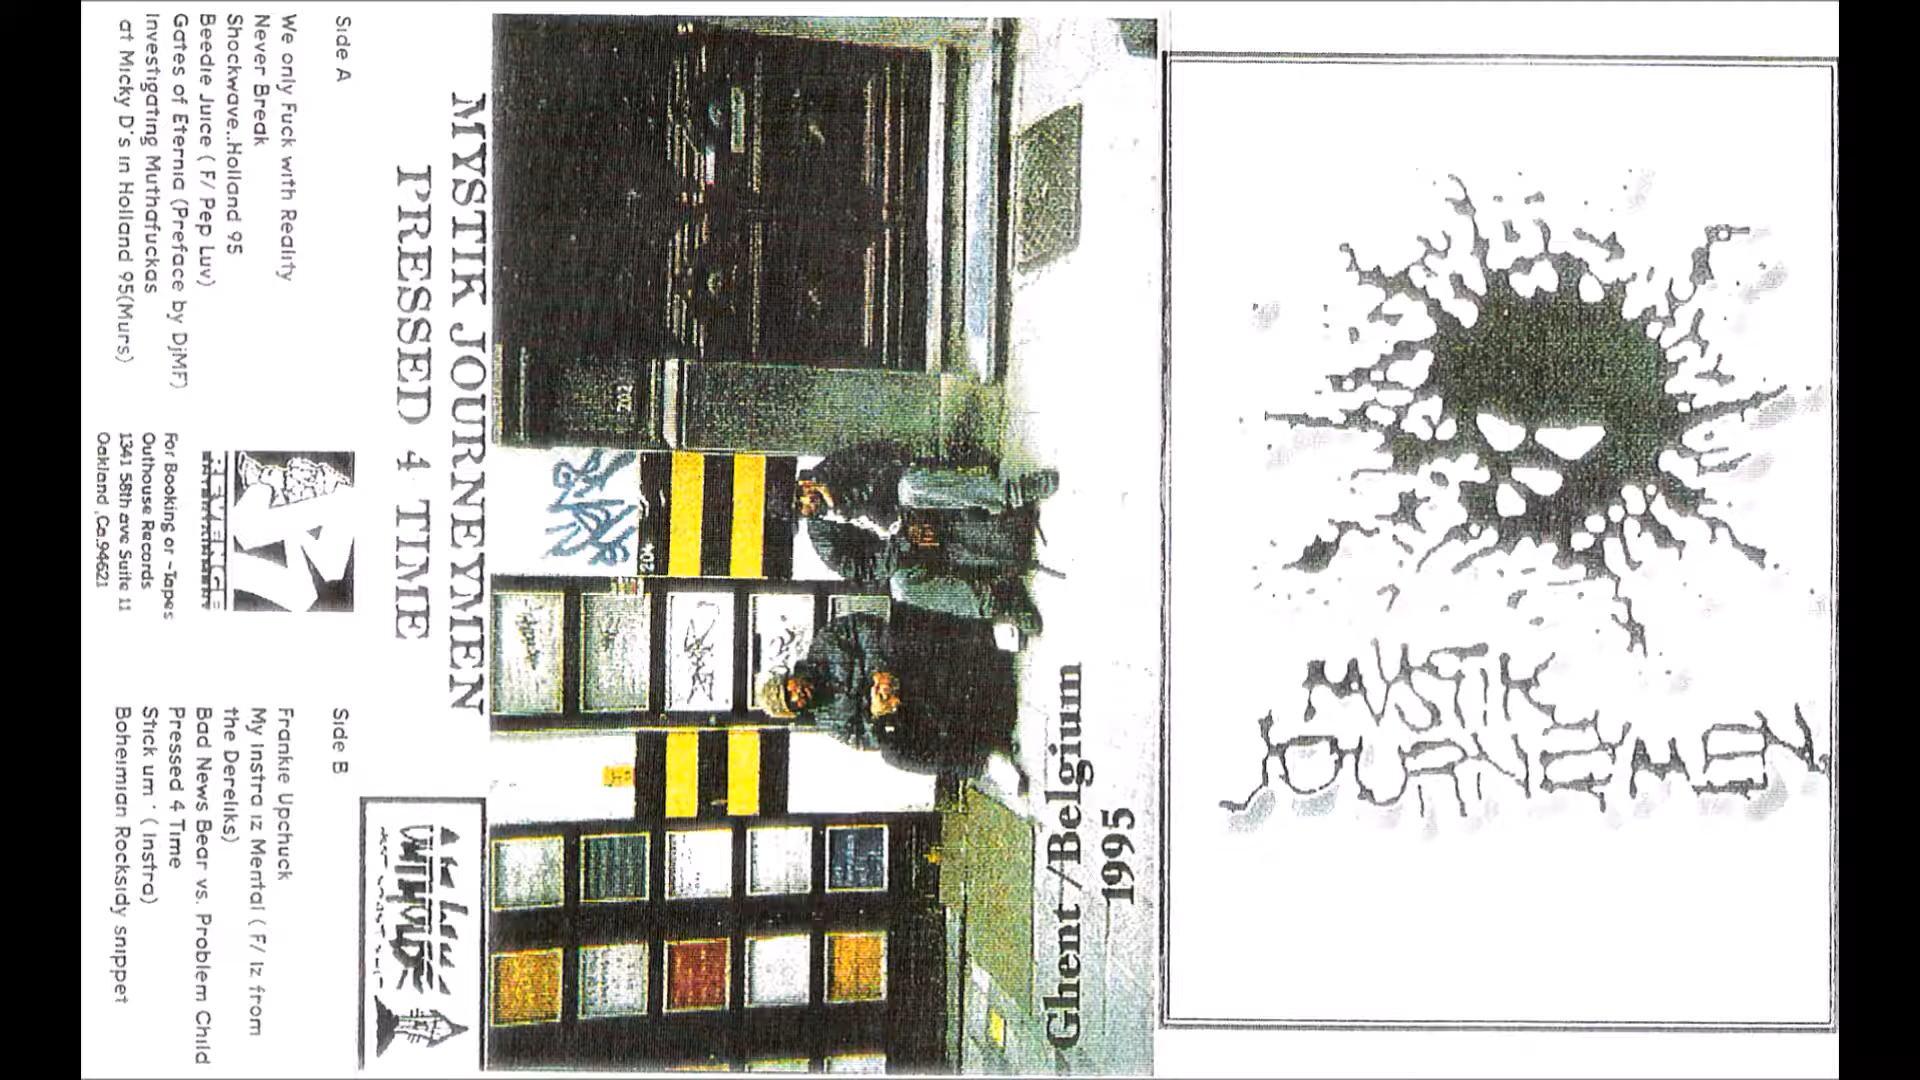 Side A
We only Fuck with Reality
Never Break
Shockwave..Holland 95
Beedie Juice ( F/ Pep Luv)
Gates of Eternia (Preface by DjMF)
Investigating Muthafuckas
at Micky D's in Holland 95(Murs)
For Booking or -Tapes
Outhouse Records
1341 58th ave Suite 11
Oakland ,Ca.94621
Side B
Frankie Upchuck
My Instra iz Mental ( F/ Iz from
the Dereliks)
Bad News Bear vs. Problem Child
Pressed 4 Time
Stick um ' ( Instra)
Boheimian Rocksidy snippet
MYSTIK JOURNEYMEN
PRESSED 4 TIME
202
204
Ghent /Belgium
1995